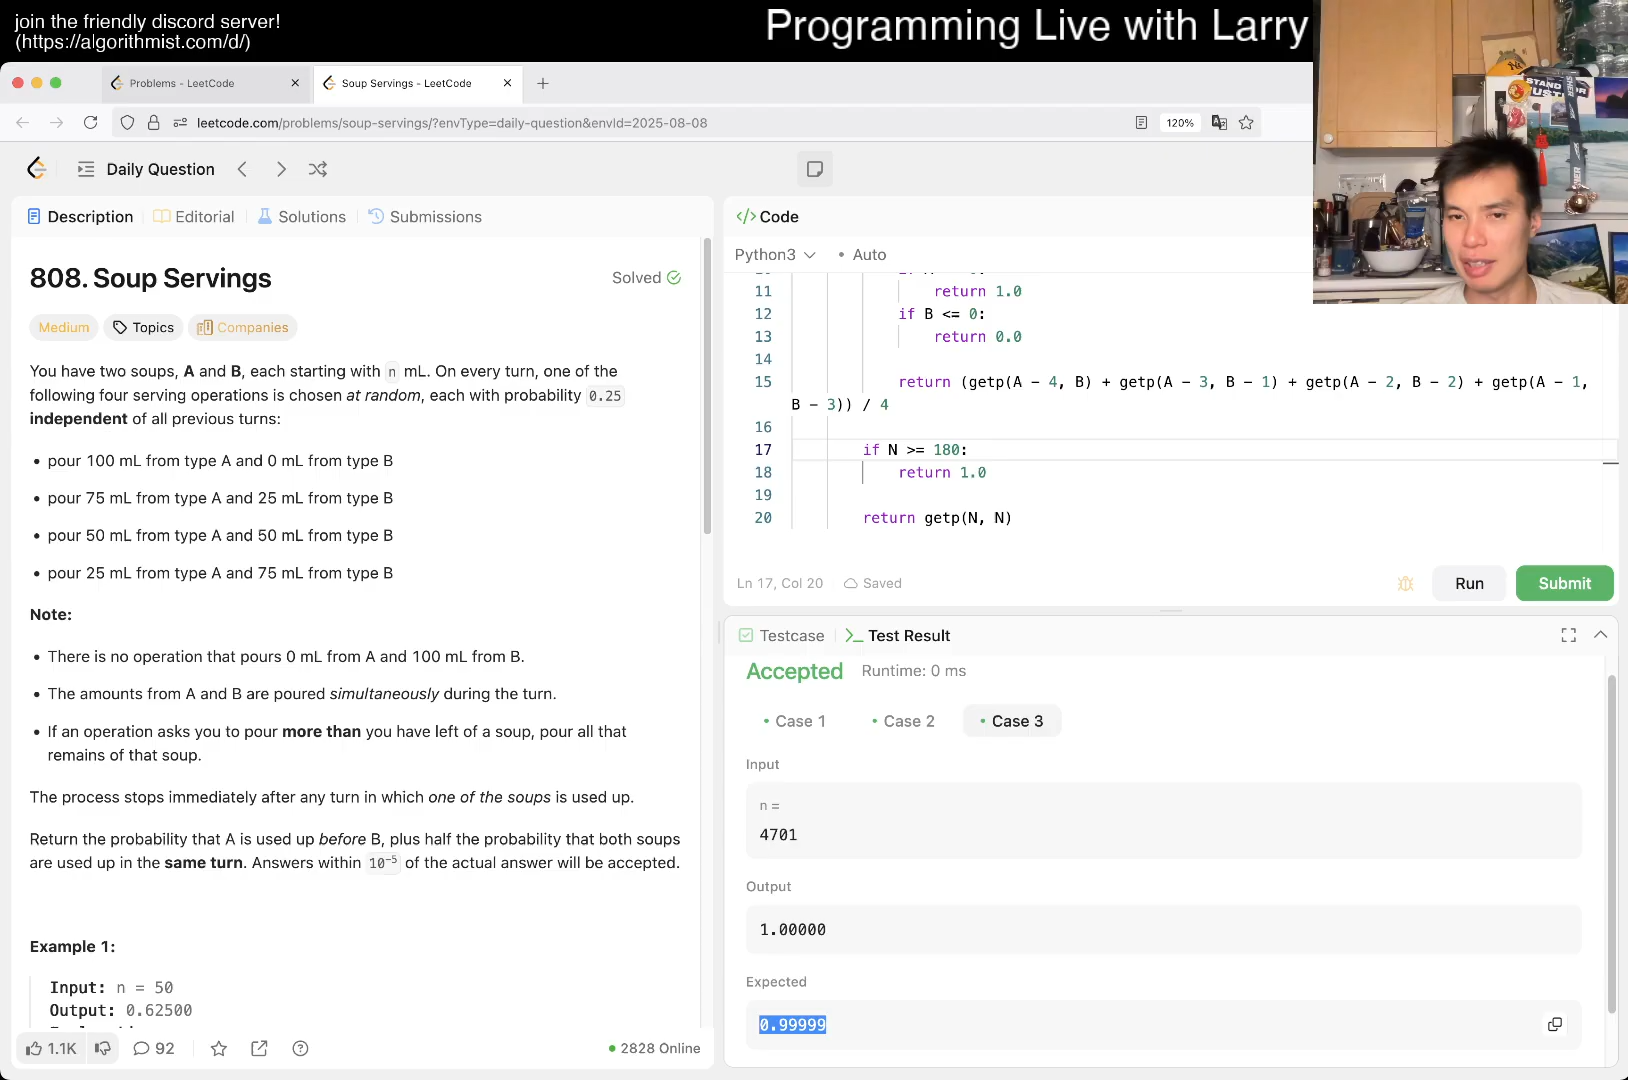 join the friendly discord server!
(https://algorithmist.com/d/)
Programming Live with Larry
Problems - LeetCode
Soup Servings - LeetCode
leetcode.com/problems/soup-servings/?envType=daily-question&envId=2025-08-08
120%
Daily Question
Description
Editorial
Solutions
Submissions
808. Soup Servings
Solved
Medium
Topics
Companies
You have two soups, A and B, each starting with n mL. On every turn, one of the
following four serving operations is chosen at random, each with probability 0.25
independent of all previous turns:
• pour 100 mL from type A and 0 mL from type B
• pour 75 mL from type A and 25 mL from type B
• pour 50 mL from type A and 50 mL from type B
• pour 25 mL from type A and 75 mL from type B
Note:
• There is no operation that pours 0 mL from A and 100 mL from B.
• The amounts from A and B are poured simultaneously during the turn.
• If an operation asks you to pour more than you have left of a soup, pour all that
remains of that soup.
The process stops immediately after any turn in which one of the soups is used up.
Return the probability that A is used up before B, plus half the probability that both soups
are used up in the same turn. Answers within 10⁻⁵ of the actual answer will be accepted.
Example 1:
Input: n = 50
Output: 0.62500
1.1K
92
2828 Online
</> Code
Python3
• Auto
11 return 1.0
12 if B <= 0:
13 return 0.0
14
15 return (getp(A - 4, B) + getp(A - 3, B - 1) + getp(A - 2, B - 2) + getp(A - 1,
B - 3)) / 4
16
17 if N >= 180:
18 return 1.0
19
20 return getp(N, N)
Ln 17, Col 20
Saved
Run
Submit
Testcase
Test Result
Accepted
Runtime: 0 ms
• Case 1
• Case 2
• Case 3
Input
n =
4701
Output
1.00000
Expected
0.99999